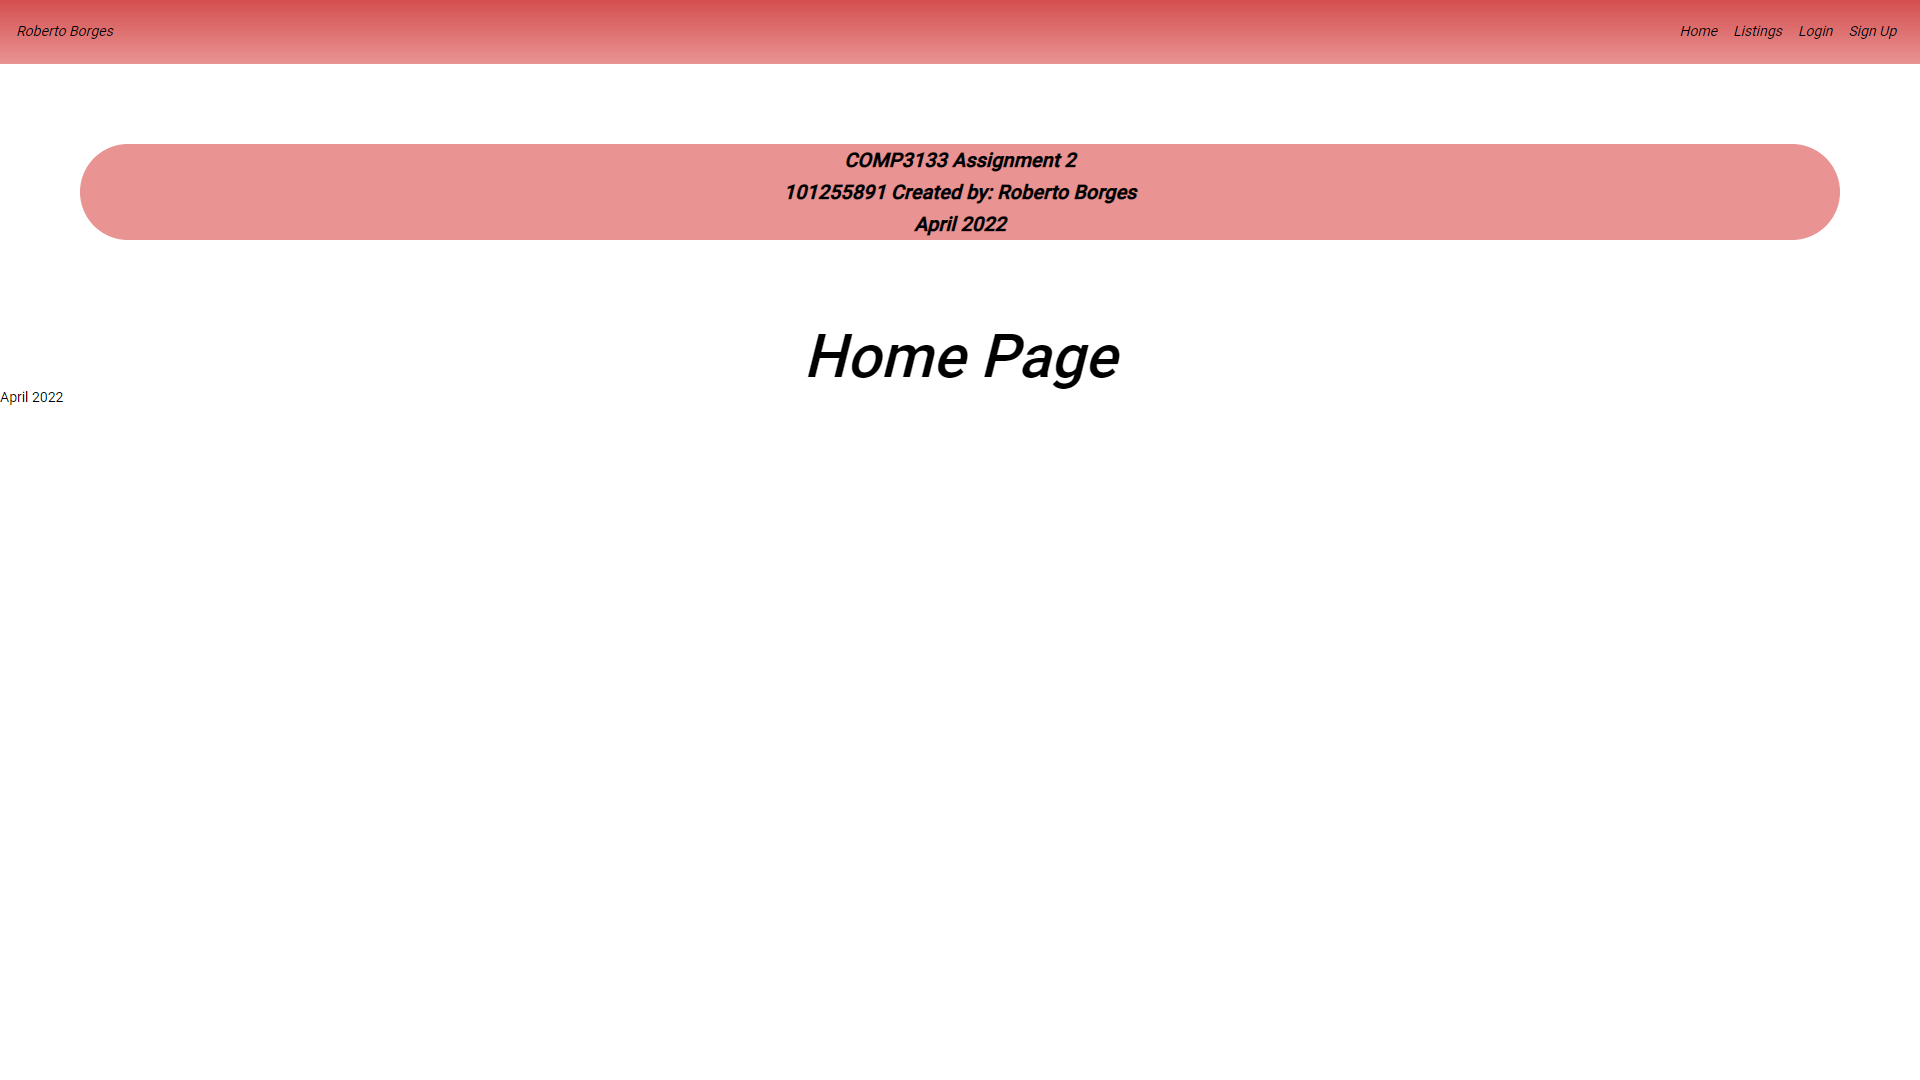 Roberto Borges
Home Listings Login Sign Up
COMP3133 Assignment 2
101255891 Created by: Roberto Borges
April 2022
Home Page
April 2022